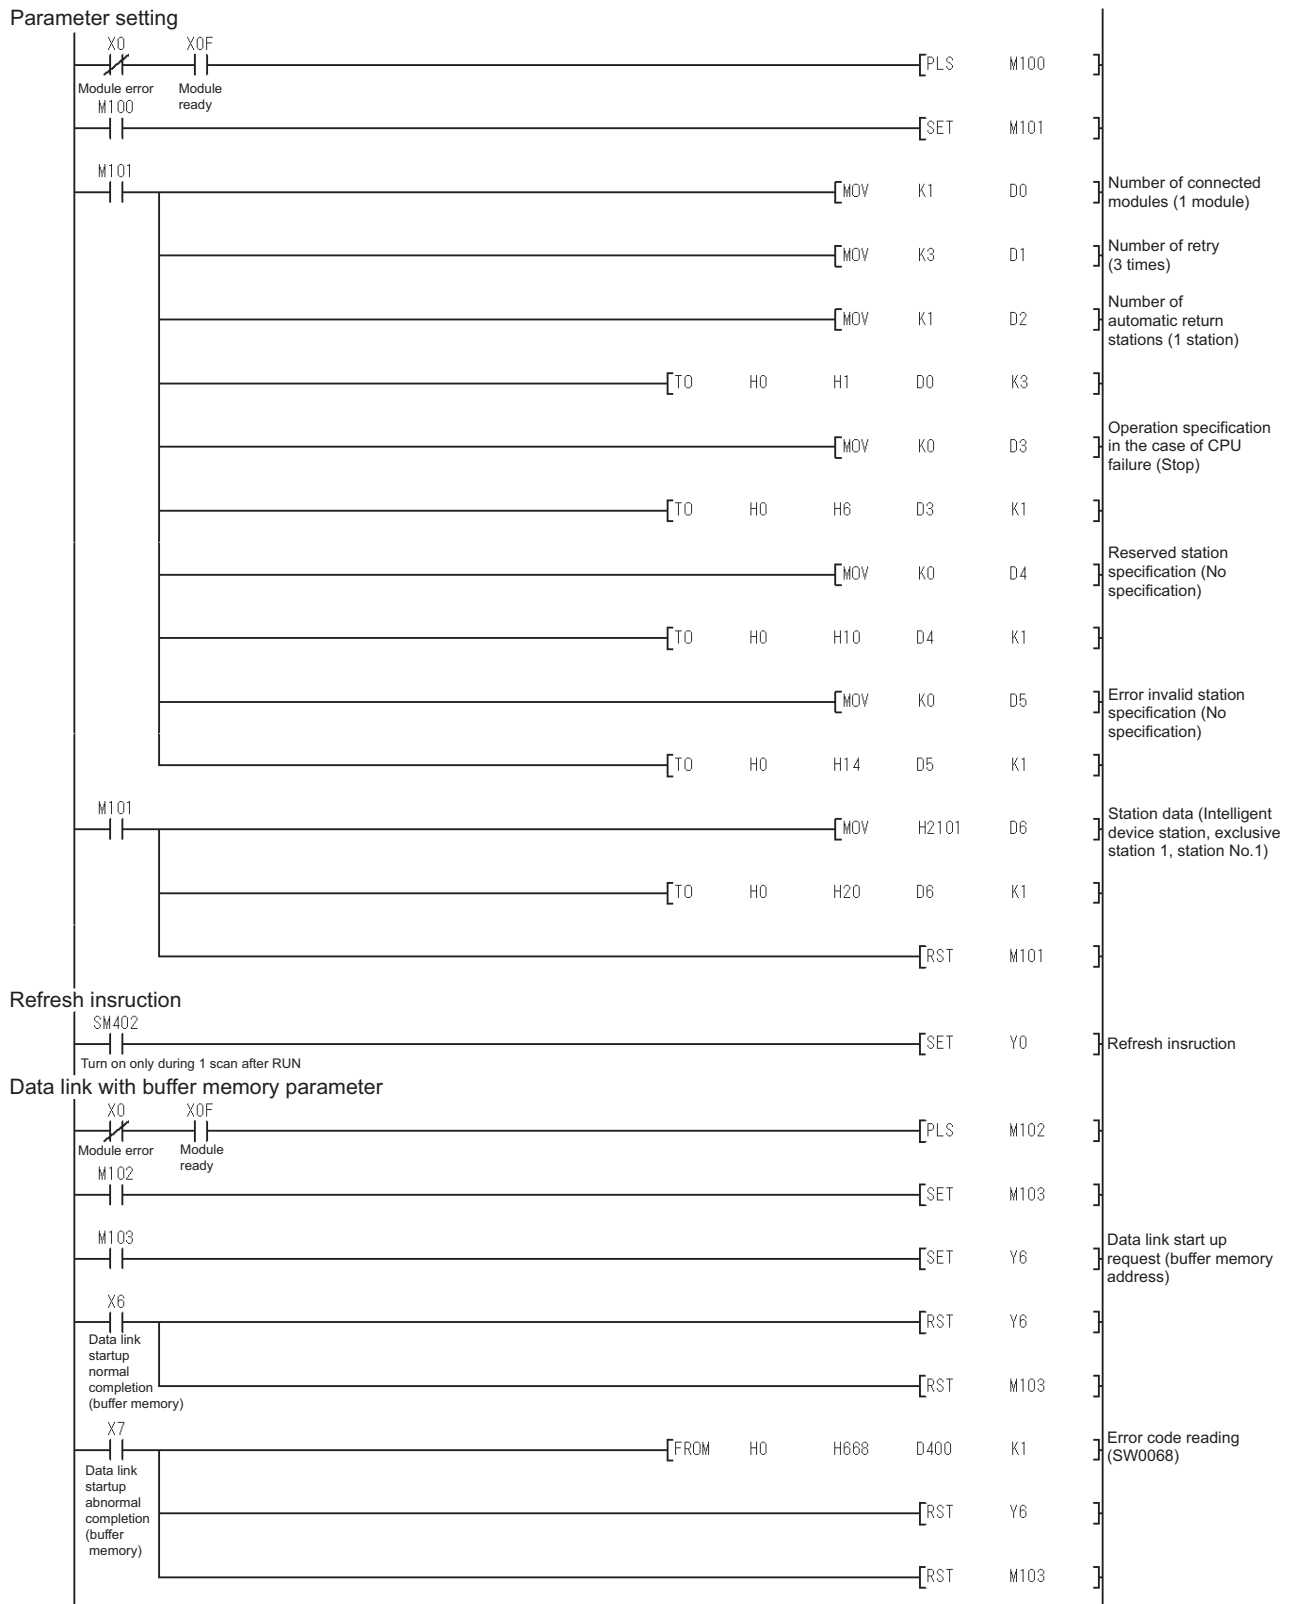 Parameter setting
X0 X0F
[PLS M100 ]
Module error Module
ready
M100
[SET M101 ]
M101
[MOV K1 D0 ]
Number of connected
modules (1 module)
[MOV K3 D1 ]
Number of retry
(3 times)
[MOV K1 D2 ]
Number of
automatic return
stations (1 station)
[TO H0 H1 D0 K3 ]
[MOV K0 D3 ]
Operation specification
in the case of CPU
failure (Stop)
[TO H0 H6 D3 K1 ]
[MOV K0 D4 ]
Reserved station
specification (No
specification)
[TO H0 H10 D4 K1 ]
[MOV K0 D5 ]
Error invalid station
specification (No
specification)
[TO H0 H14 D5 K1 ]
M101
[MOV H2101 D6 ]
Station data (Intelligent
device station, exclusive
station 1, station No.1)
[TO H0 H20 D6 K1 ]
[RST M101 ]
Refresh insruction
SM402
[SET Y0 ]
Refresh insruction
Turn on only during 1 scan after RUN
Data link with buffer memory parameter
X0 X0F
[PLS M102 ]
Module error Module
ready
M102
[SET M103 ]
M103
[SET Y6 ]
Data link start up
request (buffer memory
address)
X6
[RST Y6 ]
Data link
startup
normal
completion
(buffer memory)
[RST M103 ]
X7
[FROM H0 H668 D400 K1 ]
Error code reading
(SW0068)
Data link
startup
abnormal
completion
(buffer
memory)
[RST Y6 ]
[RST M103 ]